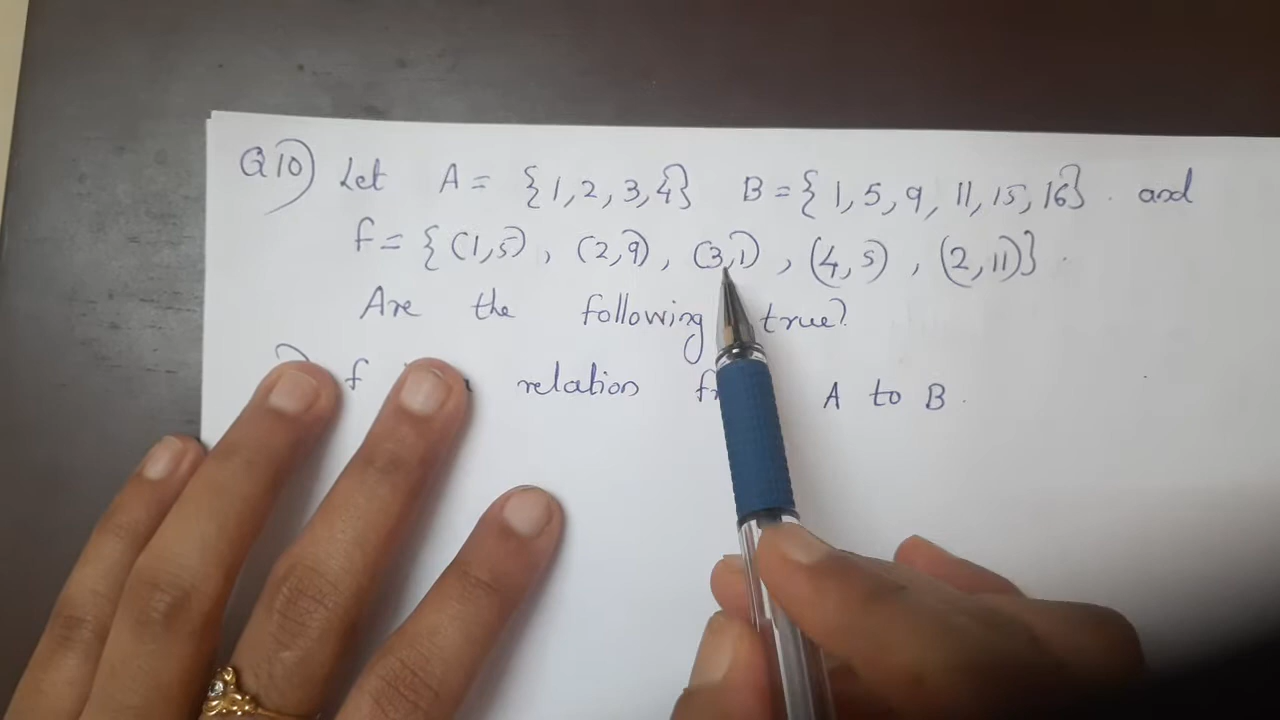 Q10) Let A = {1,2,3,4} B = {1,5,9,11,15,16} . and
f = {(1,5), (2,9), (3,1), (4,5), (2,11)} .
Are the following true?
f relation A to B .